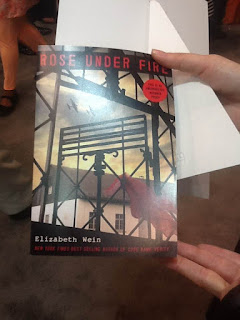 ROSE UNDER FIRE
Elizabeth Wein
NEW YORK TIMES BEST-SELLING AUTHOR OF CODE NAME VERITY